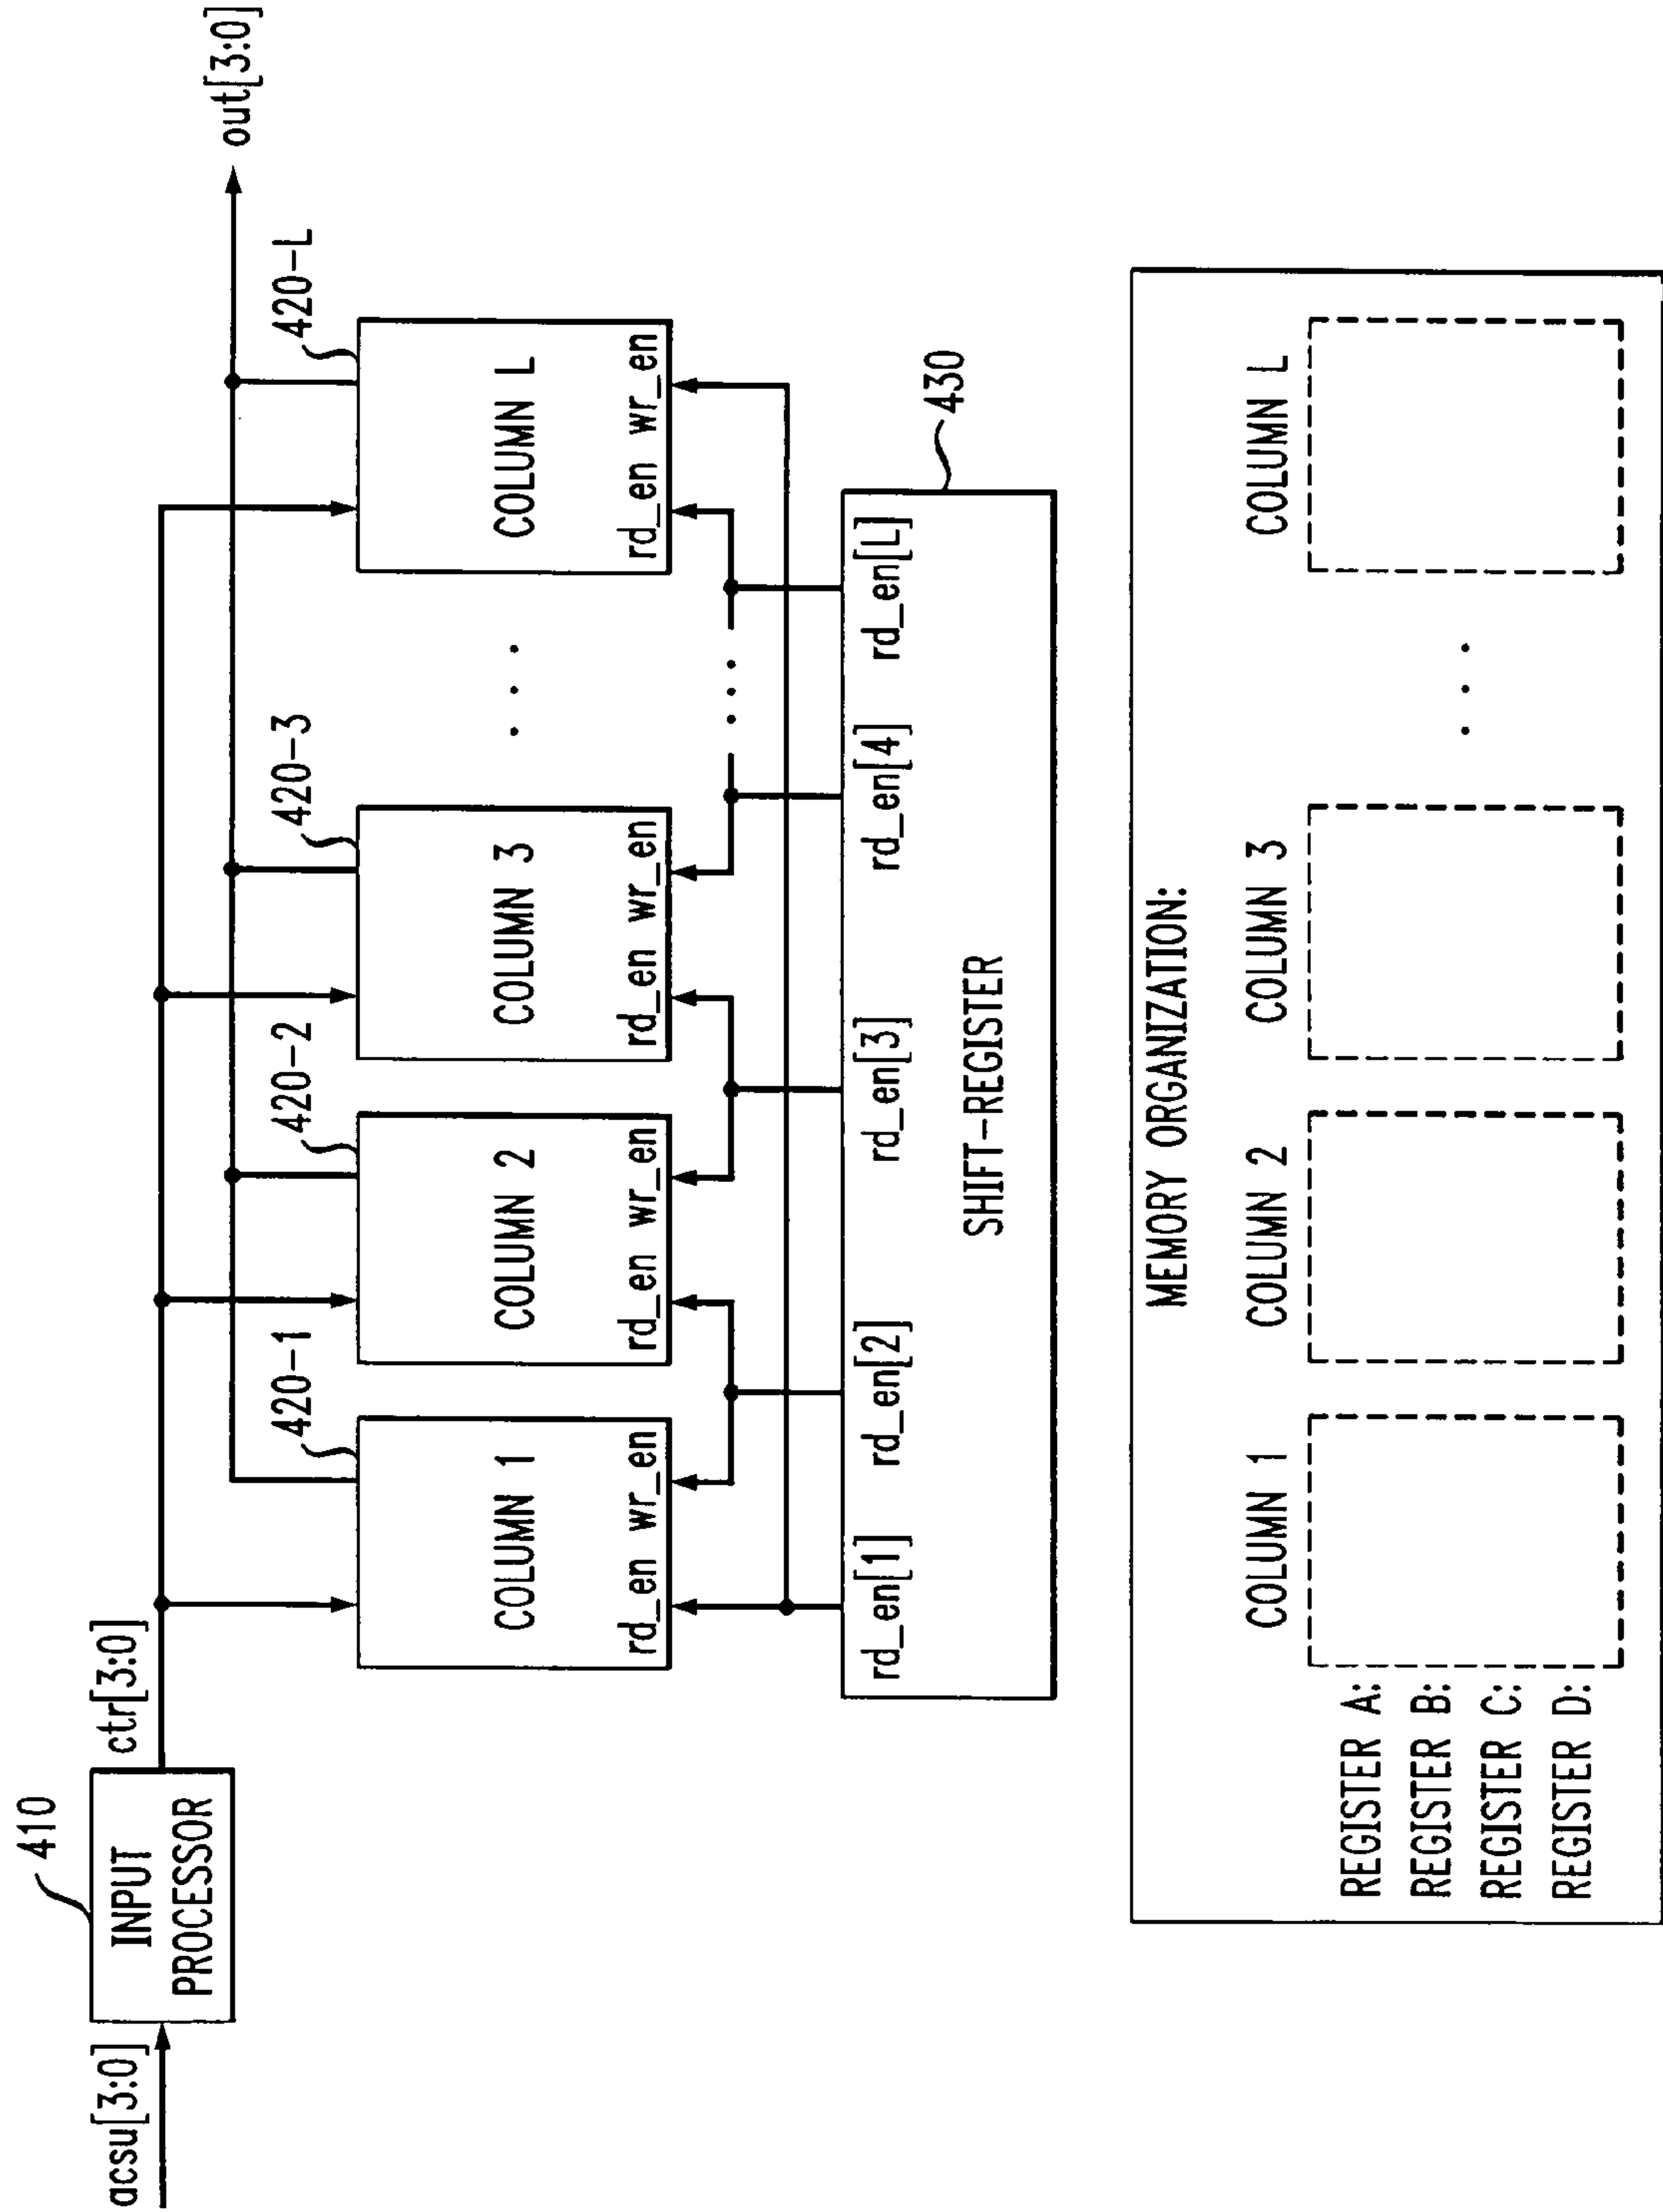 410
acsu[3:0]
INPUT
PROCESSOR
ctr[3:0]
out[3:0]
420-1
420-2
420-3
420-L
COLUMN 1
rd_en wr_en
COLUMN 2
rd_en wr_en
COLUMN 3
rd_en wr_en
. . .
COLUMN L
rd_en wr_en
. . .
430
rd_en[1]
rd_en[2]
rd_en[3]
rd_en[4]
rd_en[L]
SHIFT-REGISTER
MEMORY ORGANIZATION:
COLUMN 1
COLUMN 2
COLUMN 3
COLUMN L
REGISTER A:
REGISTER B:
REGISTER C:
REGISTER D:
. . .